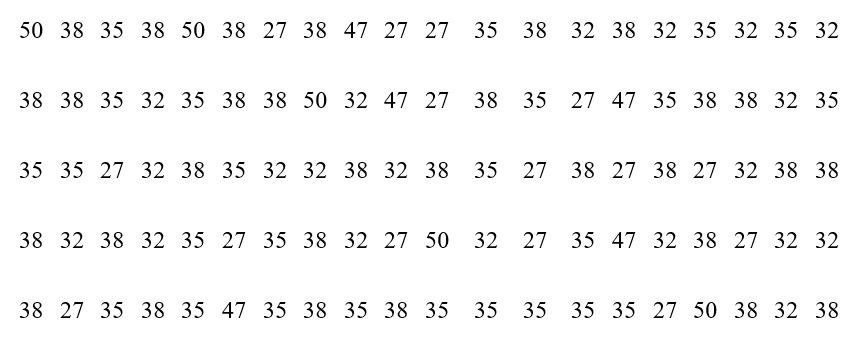 50 38 35 38 50 38 27 38 47 27 27 35 38 32 38 32 35 32 35 32
38 38 35 32 35 38 38 50 32 47 27 38 35 27 47 35 38 38 32 35
35 35 27 32 38 35 32 32 38 32 38 35 27 38 27 38 27 32 38 38
38 32 38 32 35 27 35 38 32 27 50 32 27 35 47 32 38 27 32 32
38 27 35 38 35 47 35 38 35 38 35 35 35 35 35 27 50 38 32 38